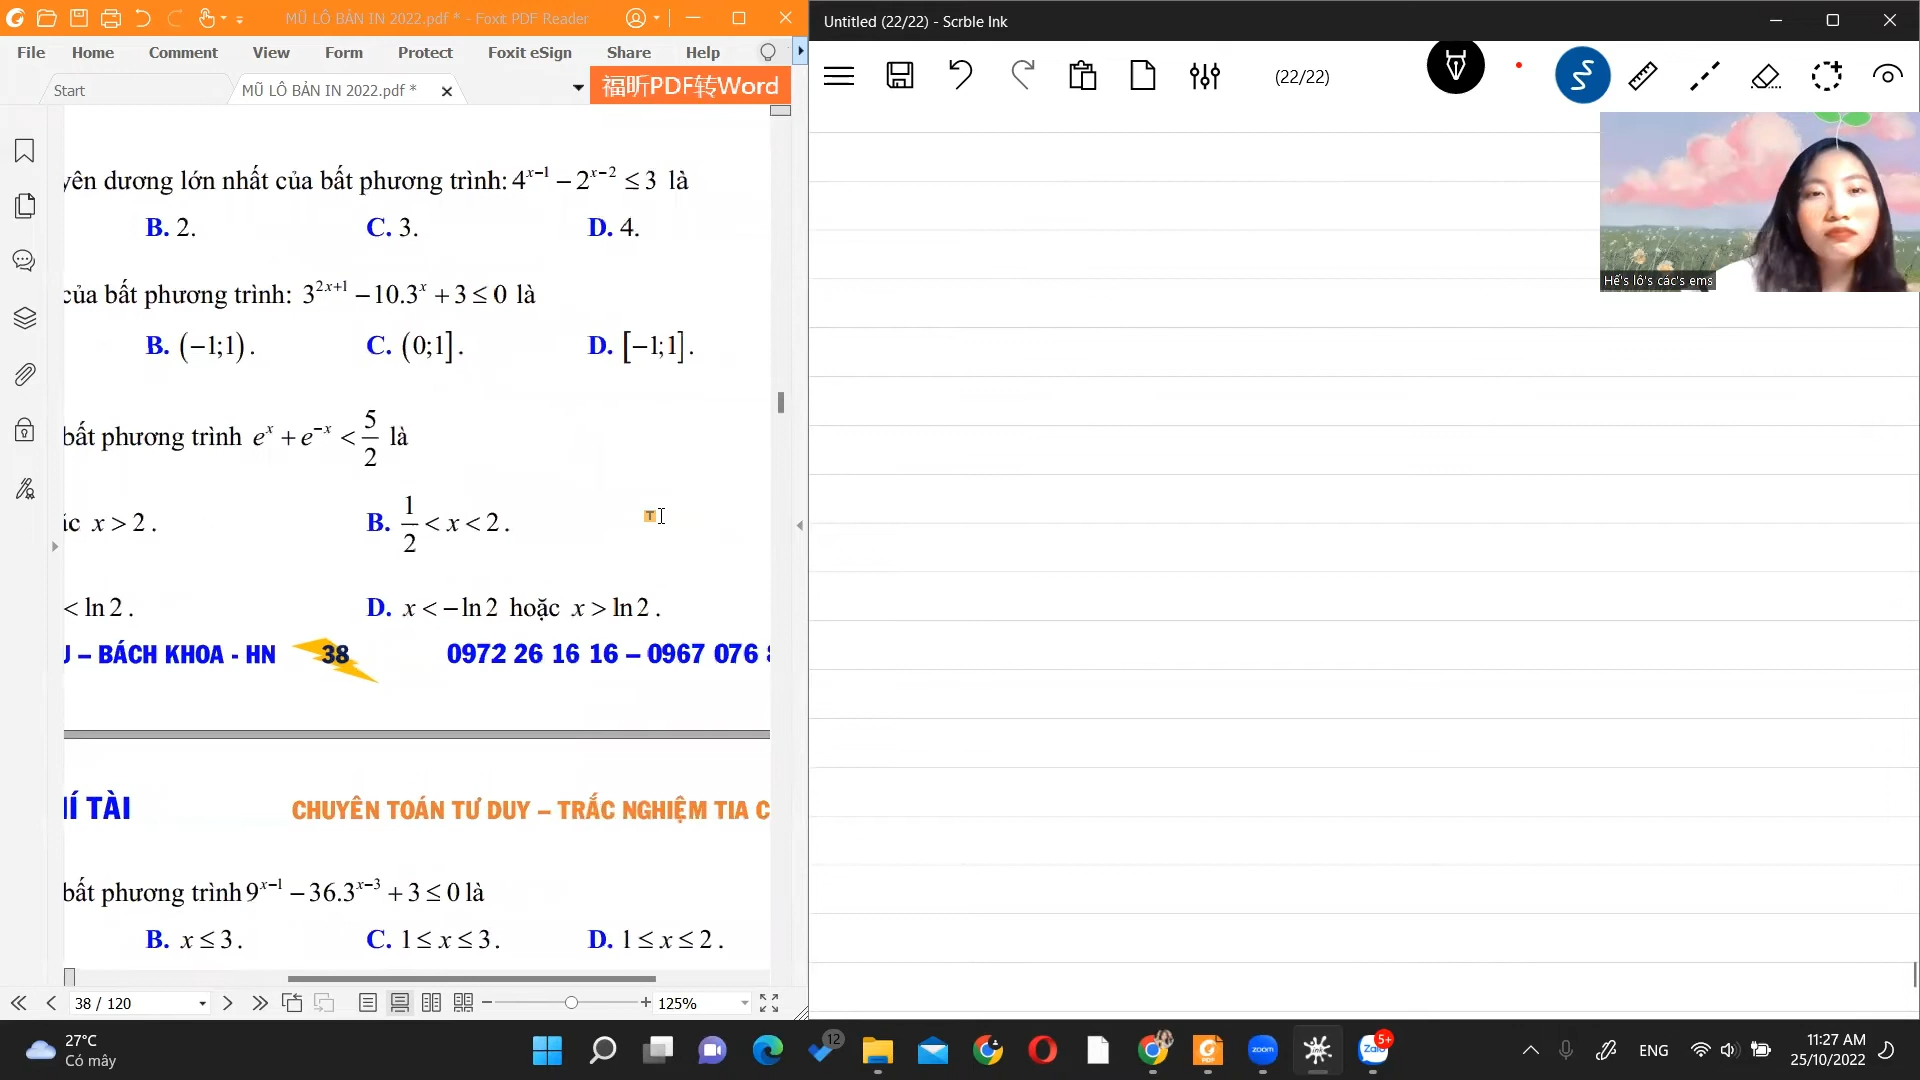 MŨ LÔ BẢN IN 2022.pdf * - Foxit PDF Reader
File Home Comment View Form Protect Foxit eSign Share Help
Start
MŨ LÔ BẢN IN 2022.pdf *
福昕PDF转Word
yên dương lớn nhất của bất phương trình: 4^{x-1} − 2^{x-2} ≤ 3 là
B. 2. C. 3. D. 4.
của bất phương trình: 3^{2x+1} − 10.3^x + 3 ≤ 0 là
B. (−1;1). C. (0;1]. D. [−1;1].
bất phương trình e^x + e^{-x} < 5/2 là
ặc x > 2. B. 1/2 < x < 2.
< ln 2. D. x < −ln 2 hoặc x > ln 2.
U – BÁCH KHOA - HN 38 0972 26 16 16 – 0967 076 8
HÍ TÀI CHUYÊN TOÁN TƯ DUY – TRẮC NGHIỆM TIA C
bất phương trình 9^{x-1} − 36.3^{x-3} + 3 ≤ 0 là
B. x ≤ 3. C. 1 ≤ x ≤ 3. D. 1 ≤ x ≤ 2.
38 / 120
125%
Untitled (22/22) - Scrble Ink
(22/22)
Hế's lô's các's ems
27°C
Có mây
12
zoom
Zalo
5+
ENG
11:27 AM
25/10/2022